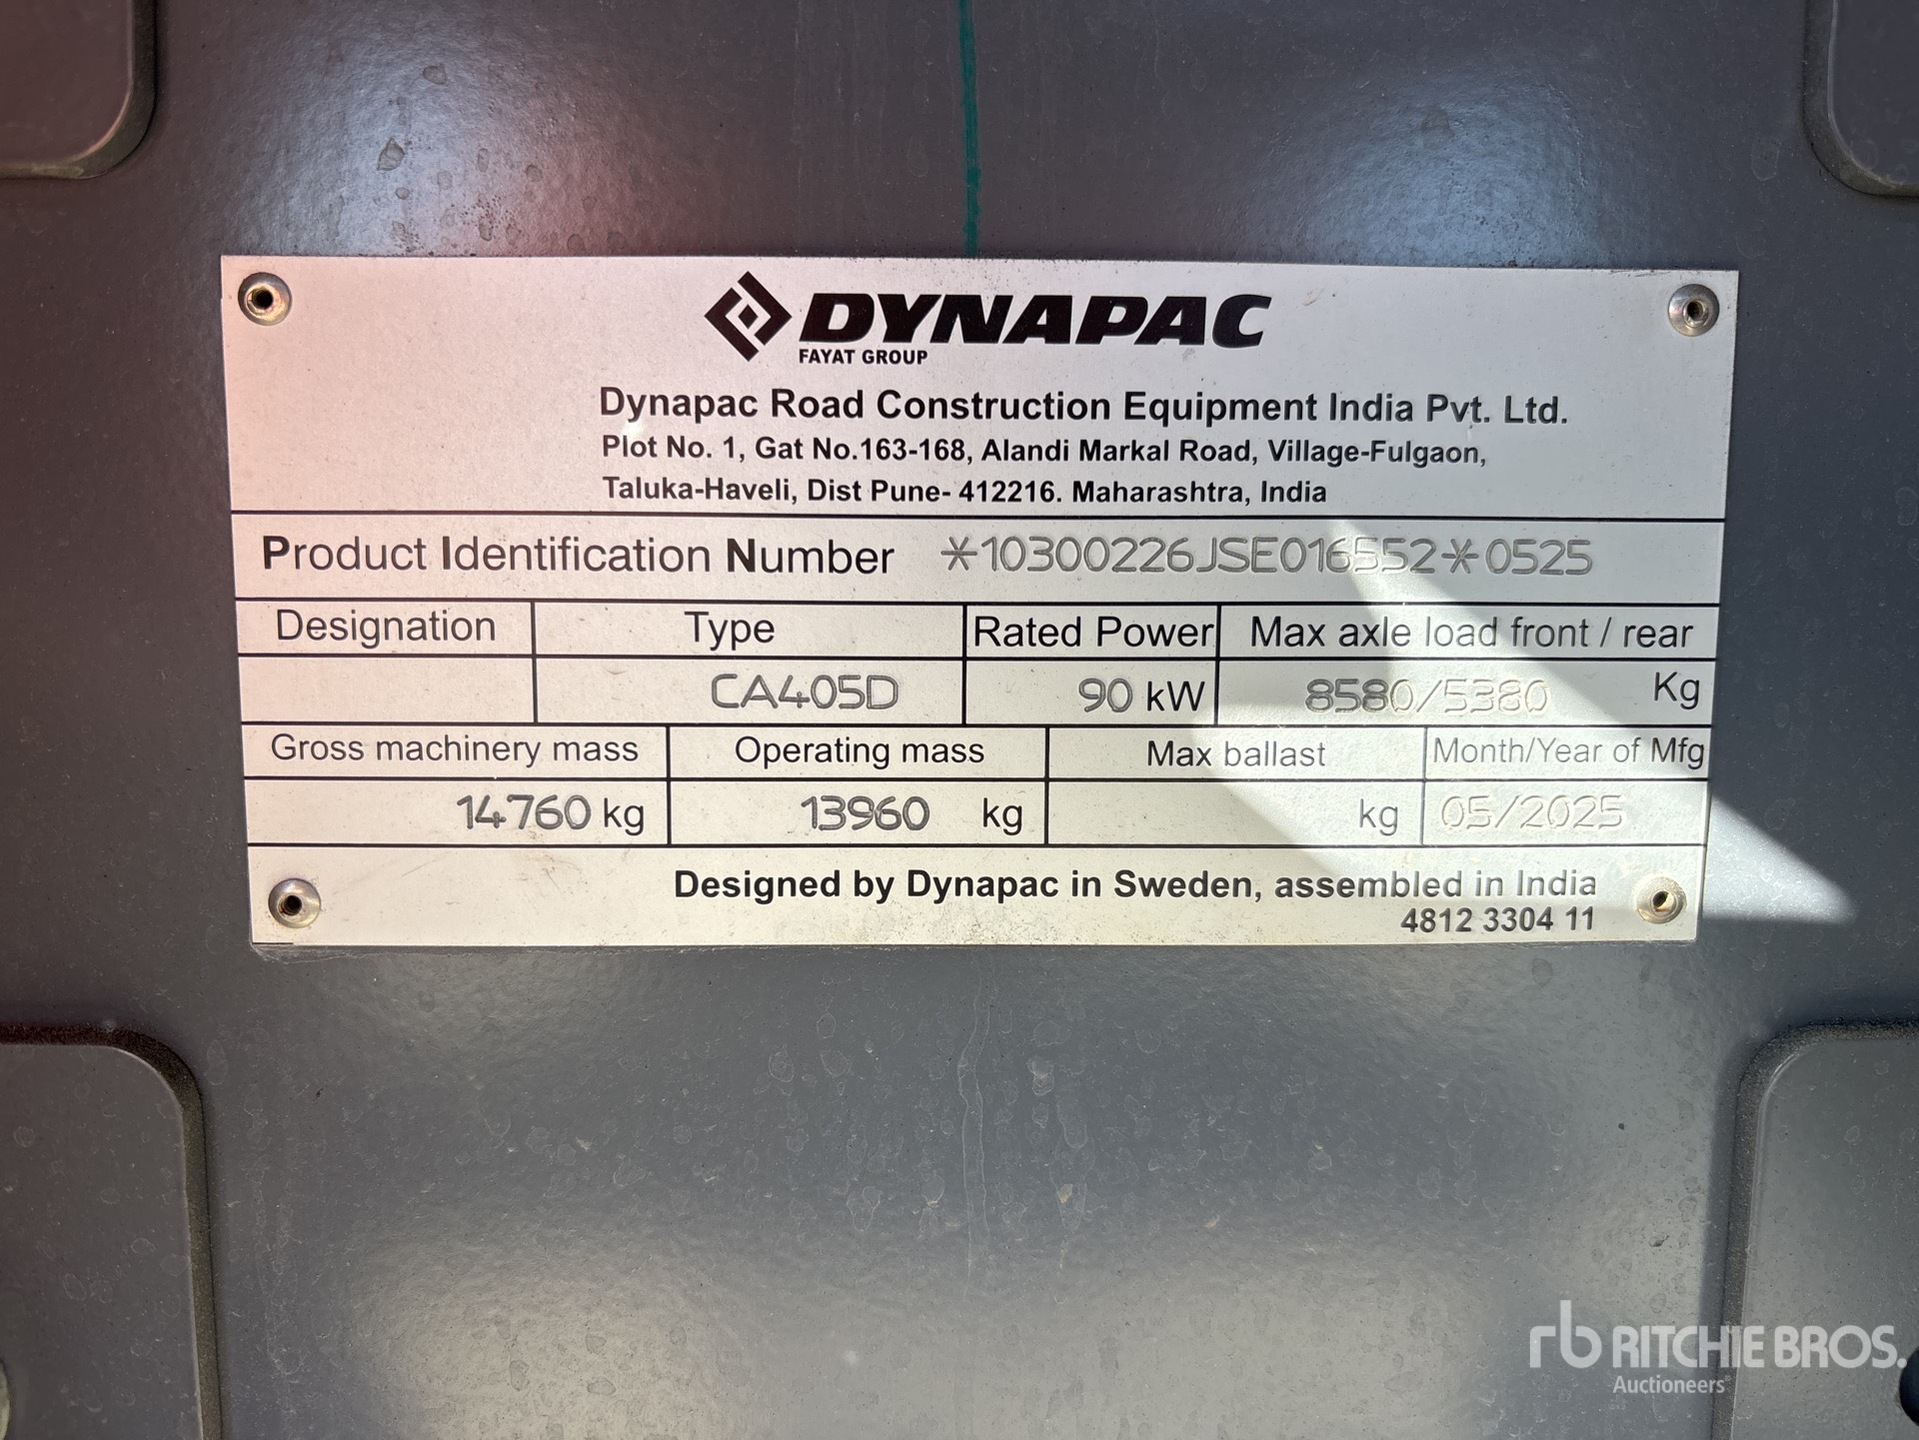 DYNAPAC
FAYAT GROUP
Dynapac Road Construction Equipment India Pvt. Ltd.
Plot No. 1, Gat No.163-168, Alandi Markal Road, Village-Fulgaon,
Taluka-Haveli, Dist Pune- 412216. Maharashtra, India
Product Identification Number *10300226JSE016552*0525
Designation Type Rated Power Max axle load front / rear
CA405D 90 kW 8580/5380 Kg
Gross machinery mass Operating mass Max ballast Month/Year of Mfg
14760 kg 13960 kg kg 05/2025
Designed by Dynapac in Sweden, assembled in India
4812 3304 11
rb RITCHIE BROS.
Auctioneers